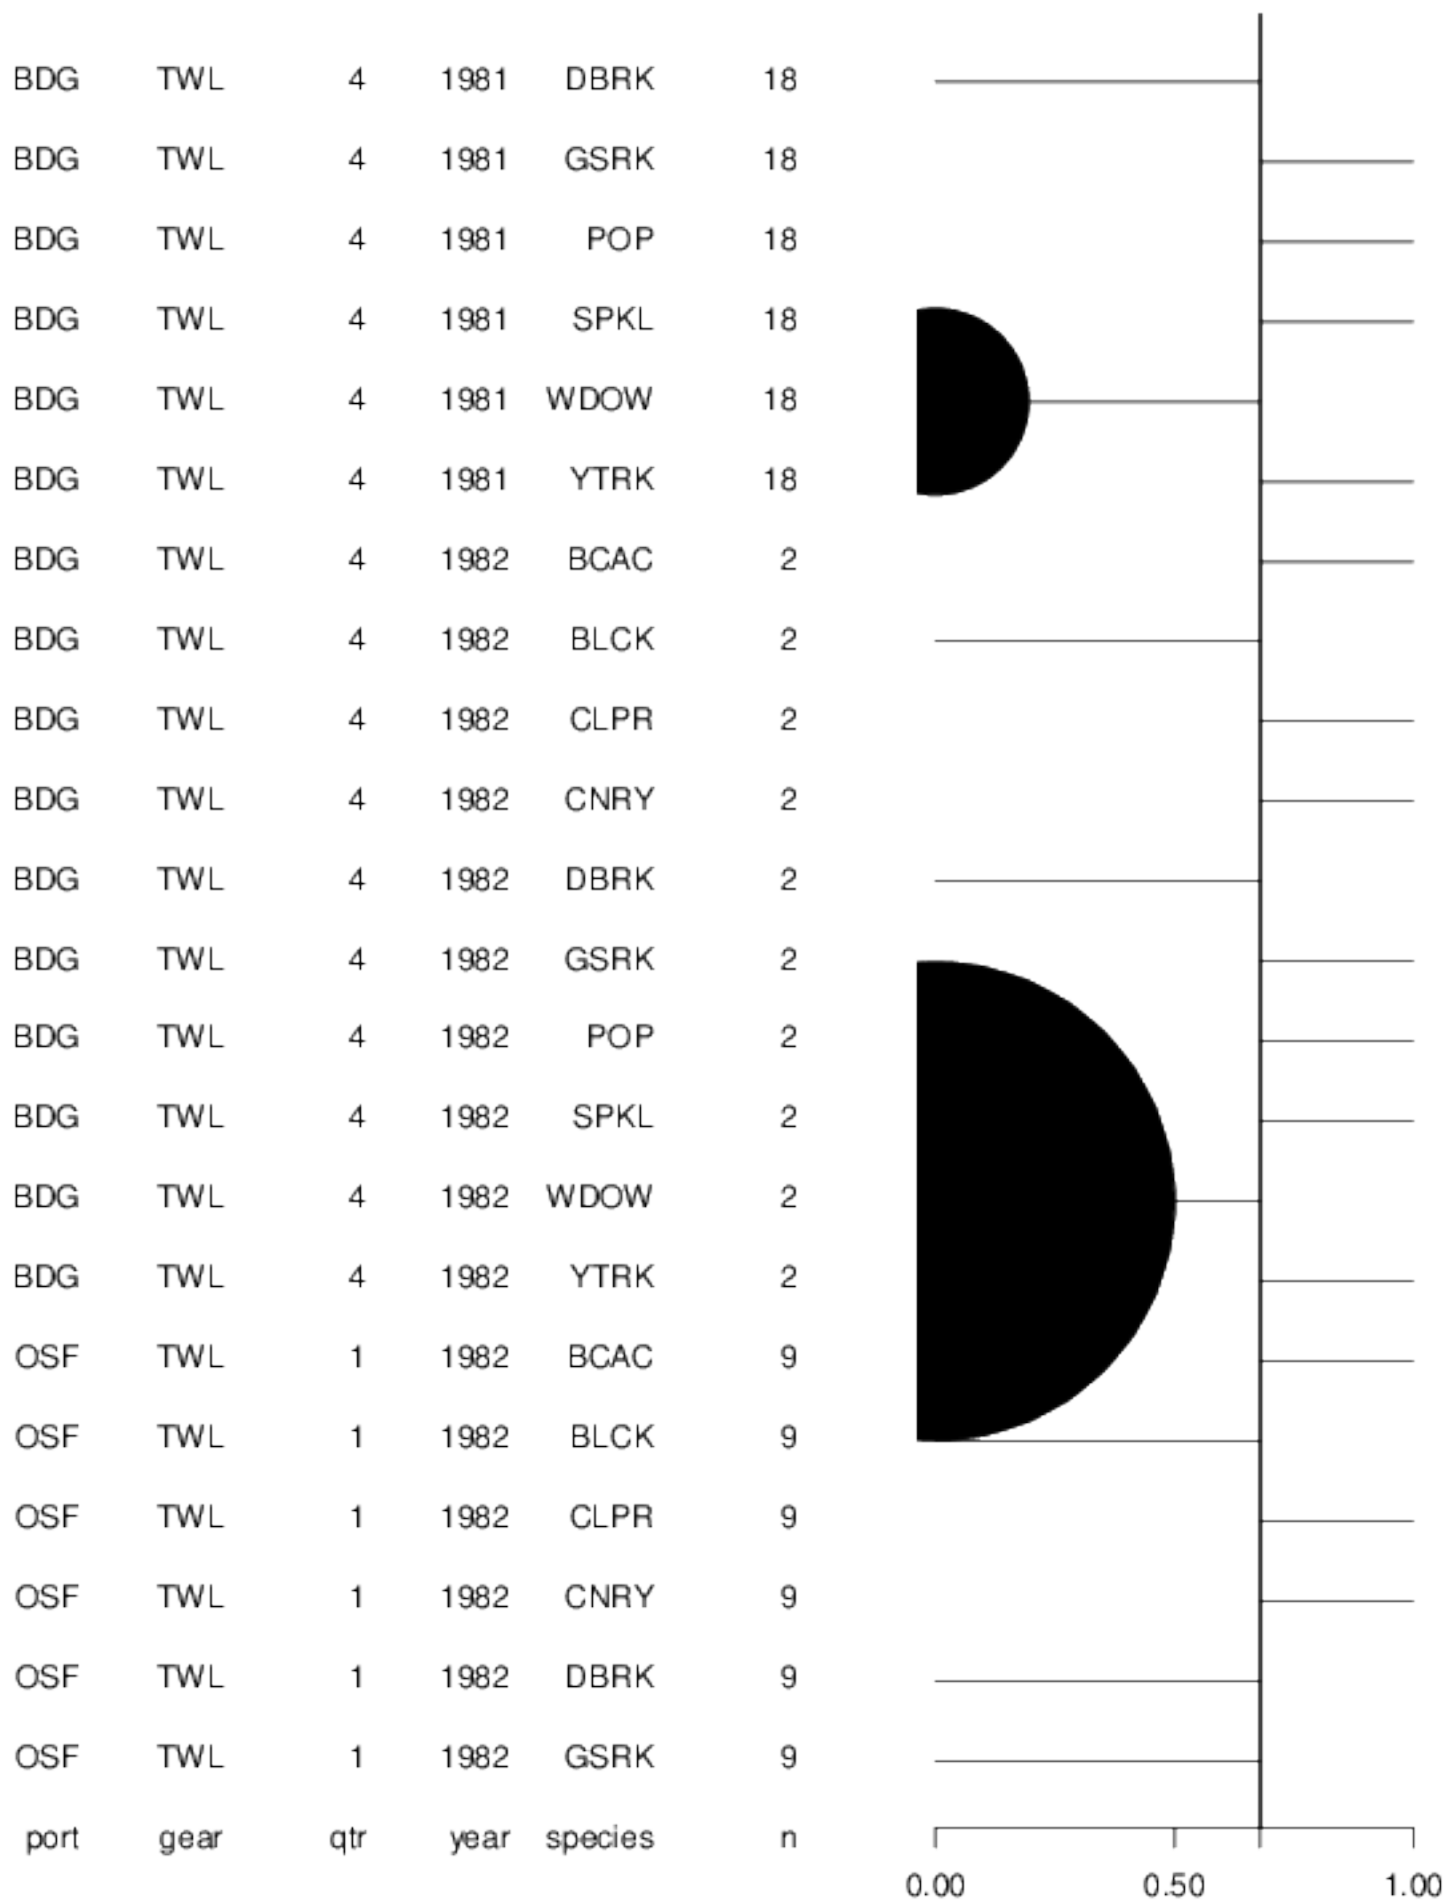 BDG TWL 4 1981 DBRK 18
BDG TWL 4 1981 GSRK 18
BDG TWL 4 1981 POP 18
BDG TWL 4 1981 SPKL 18
BDG TWL 4 1981 WDOW 18
BDG TWL 4 1981 YTRK 18
BDG TWL 4 1982 BCAC 2
BDG TWL 4 1982 BLCK 2
BDG TWL 4 1982 CLPR 2
BDG TWL 4 1982 CNRY 2
BDG TWL 4 1982 DBRK 2
BDG TWL 4 1982 GSRK 2
BDG TWL 4 1982 POP 2
BDG TWL 4 1982 SPKL 2
BDG TWL 4 1982 WDOW 2
BDG TWL 4 1982 YTRK 2
OSF TWL 1 1982 BCAC 9
OSF TWL 1 1982 BLCK 9
OSF TWL 1 1982 CLPR 9
OSF TWL 1 1982 CNRY 9
OSF TWL 1 1982 DBRK 9
OSF TWL 1 1982 GSRK 9
port gear qtr year species n
0.00 0.50 1.00